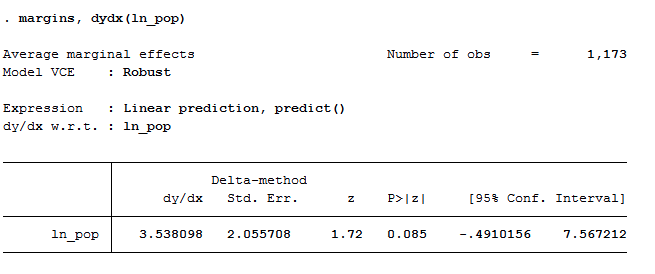 . margins, dydx(ln_pop)
Average marginal effects Number of obs = 1,173
Model VCE : Robust
Expression : Linear prediction, predict()
dy/dx w.r.t. : ln_pop
Delta-method
dy/dx Std. Err. z P>|z| [95% Conf. Interval]
ln_pop 3.538098 2.055708 1.72 0.085 -.4910156 7.567212